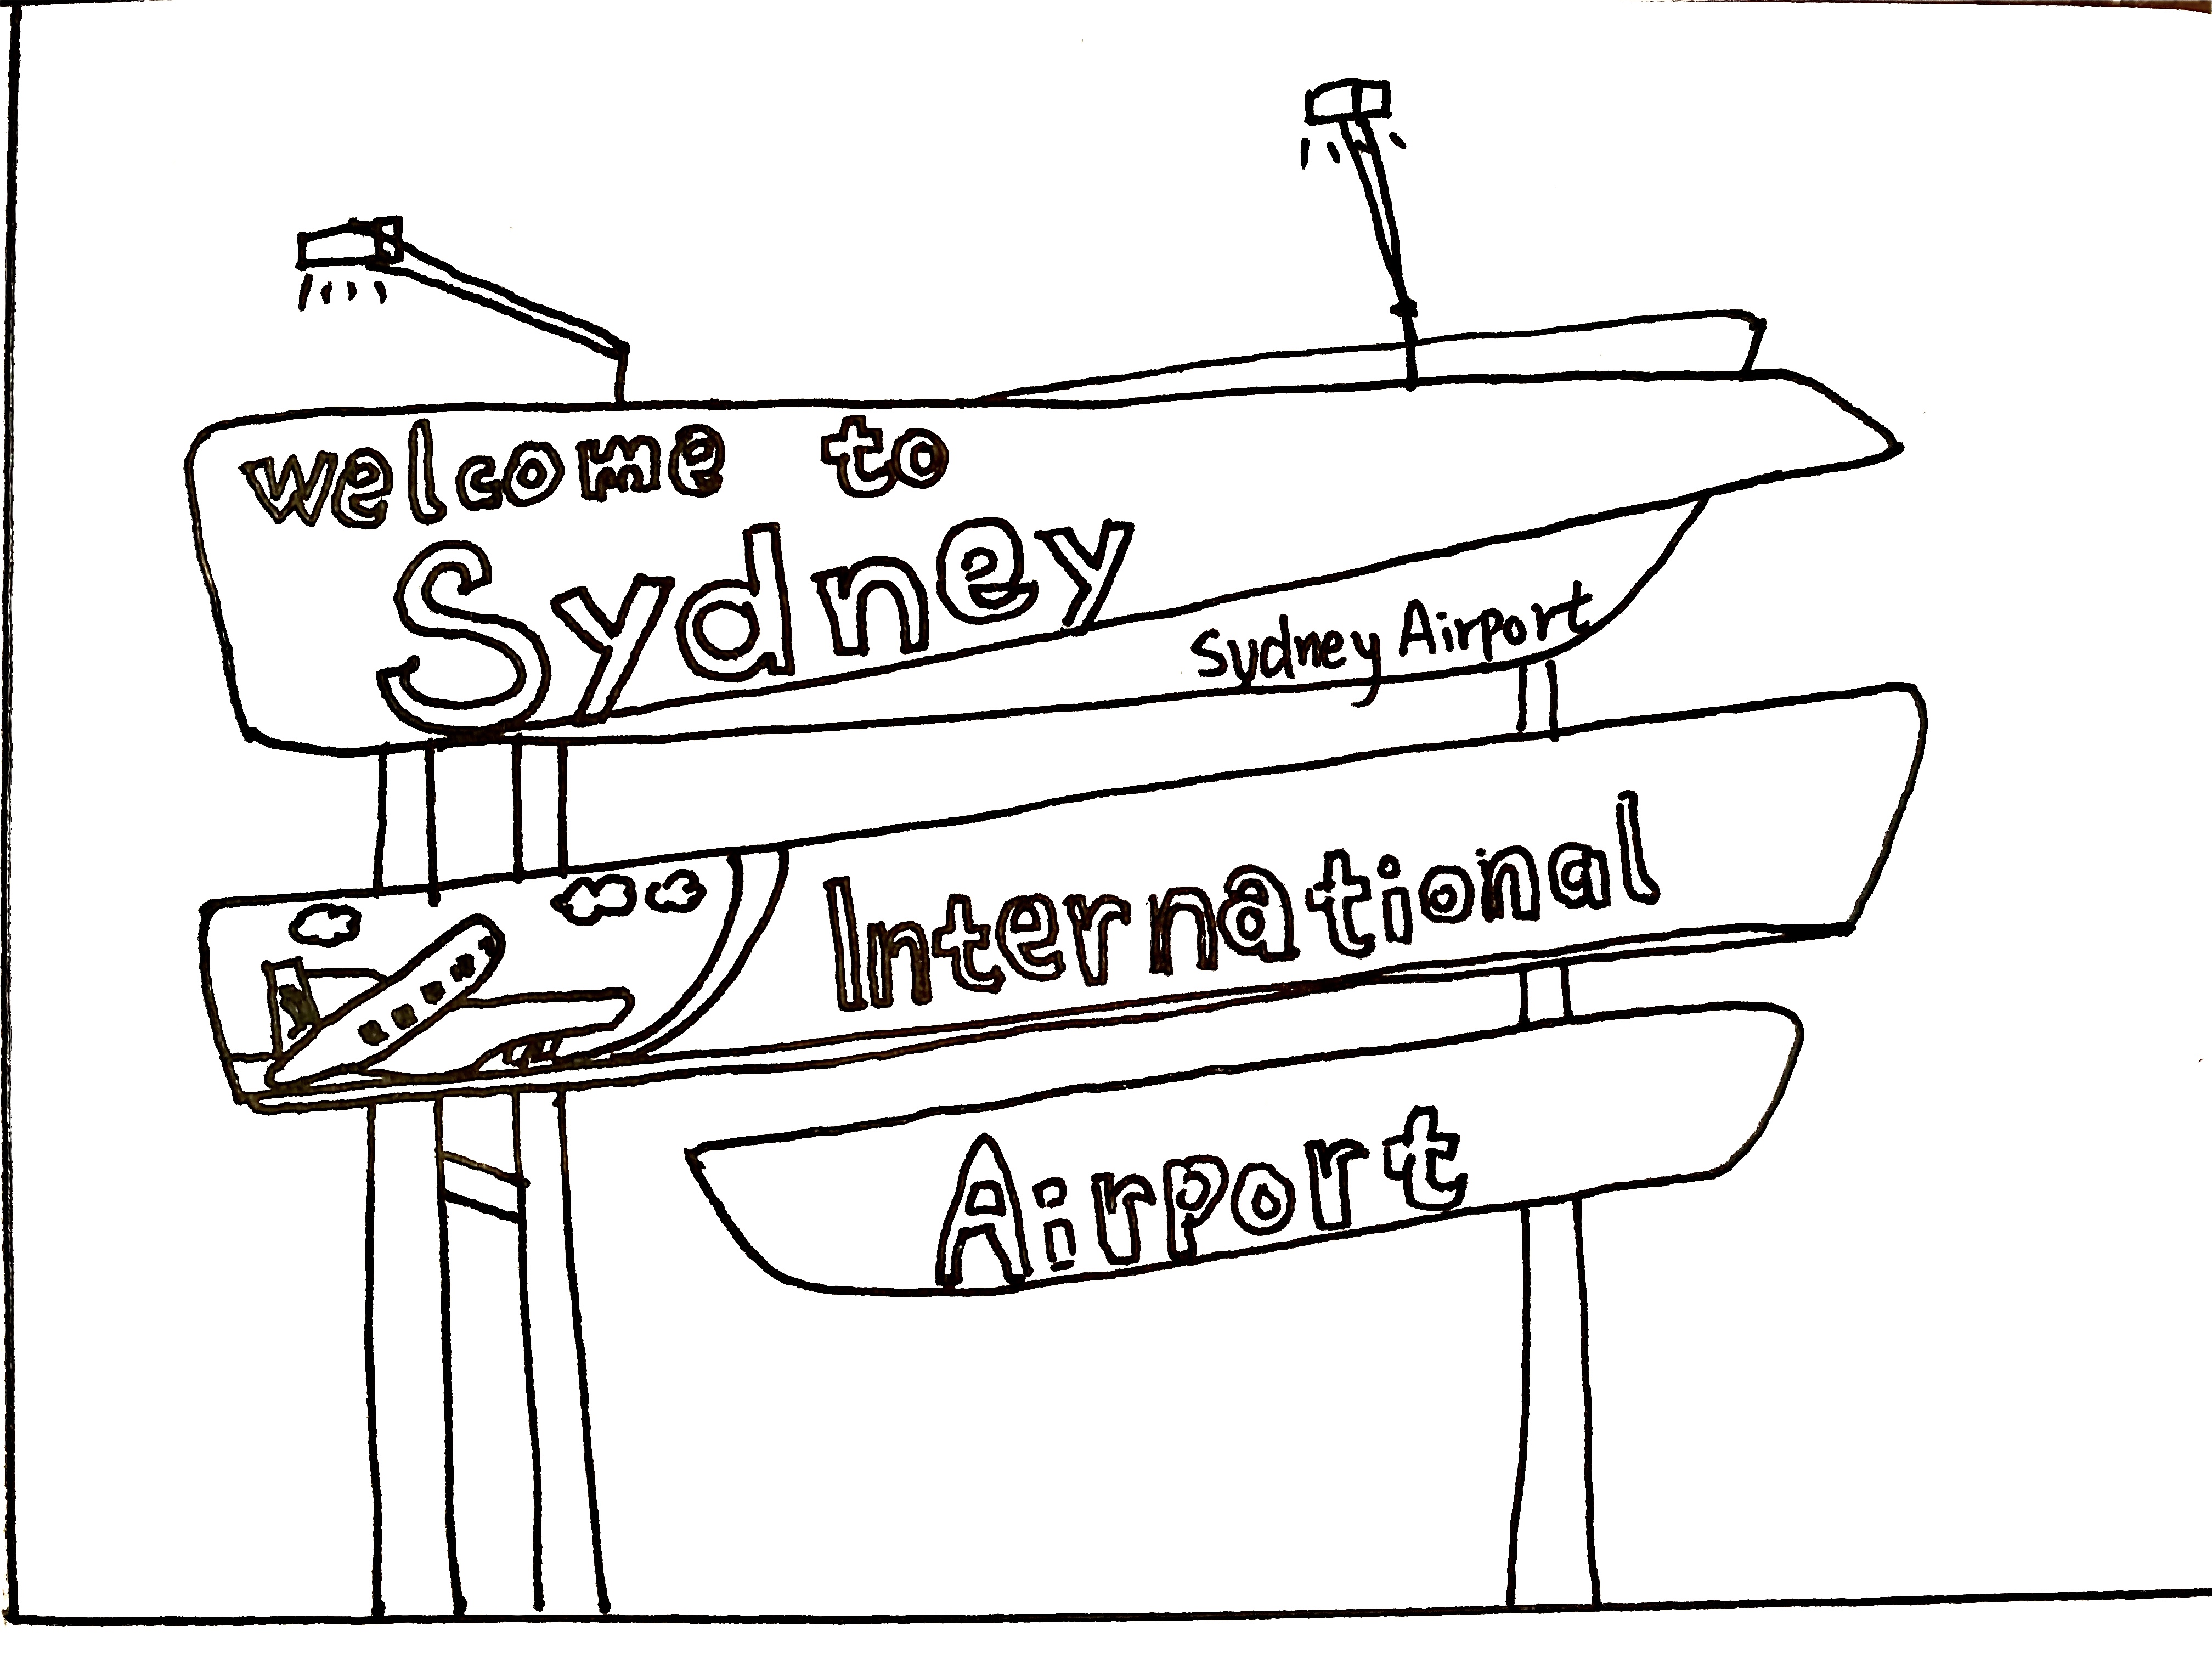 welcome to
Sydney
Sydney Airport
International
Airport